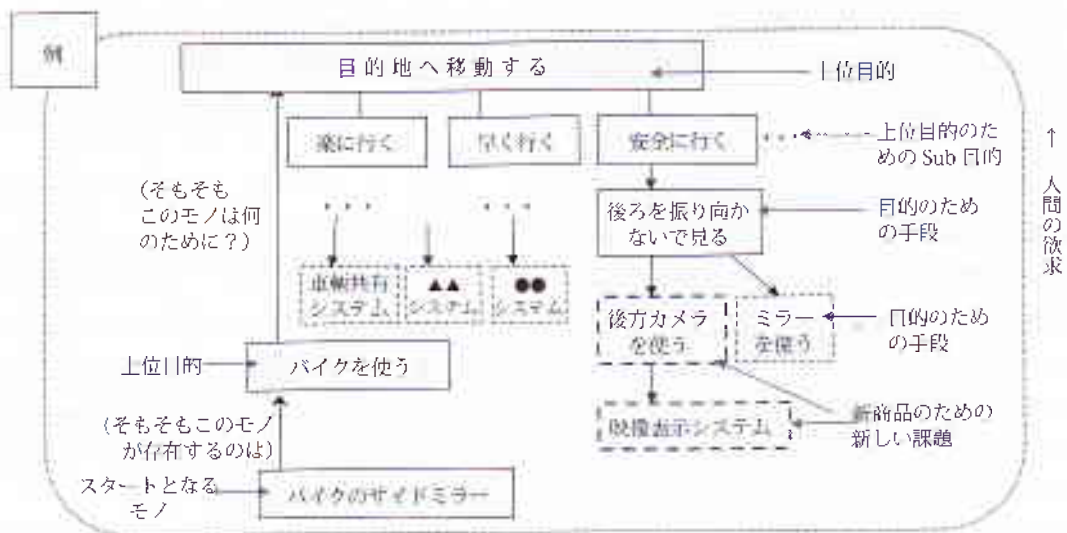 例
目的地へ移動する
上位目的
楽に行く
早く行く
安全に行く
・・・
上位目的のた
めの Sub 目的
(そもそも
このモノは何
のために？)
・・・
・・・
後ろを振り向か
ないで見る
目的のため
の手段
↑ 人間の欲求
車輌共有
システム
▲▲
システム
●●
システム
後方カメラ
を使う
ミラー
を使う
目的のため
の手段
上位目的
バイクを使う
映像表示システム
新商品のための
新しい課題
(そもそもこのモノ
が存在するのは)
スタートとなる
モノ
バイクのサイドミラー